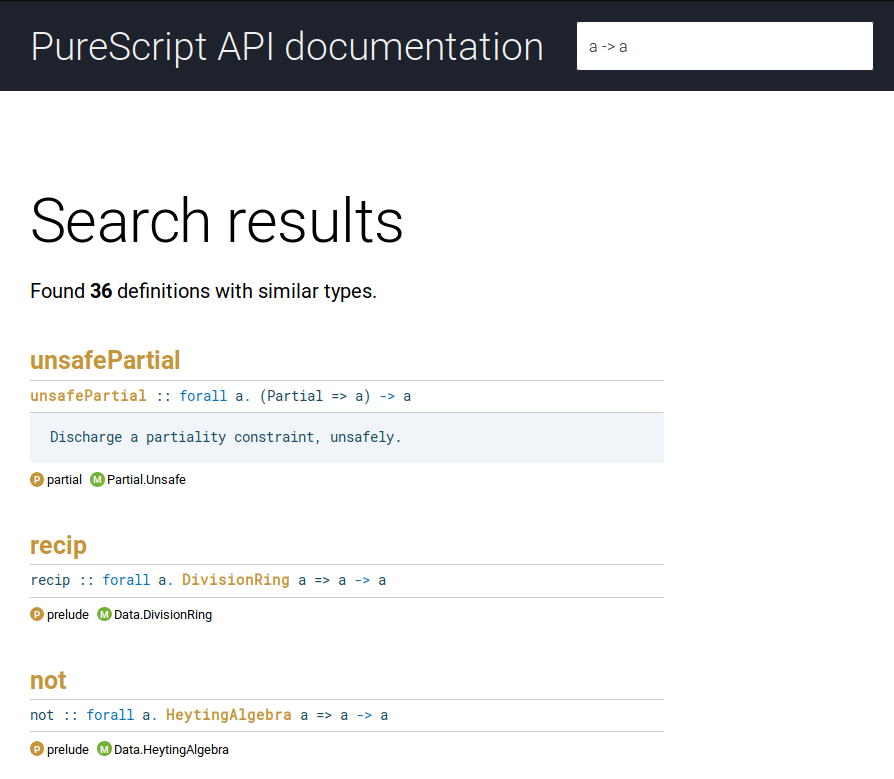 PureScript API documentation
a -> a
Search results
Found 36 definitions with similar types.
unsafePartial
unsafePartial :: forall a. (Partial => a) -> a
Discharge a partiality constraint, unsafely.
P partial M Partial.Unsafe
recip
recip :: forall a. DivisionRing a => a -> a
P prelude M Data.DivisionRing
not
not :: forall a. HeytingAlgebra a => a -> a
P prelude M Data.HeytingAlgebra